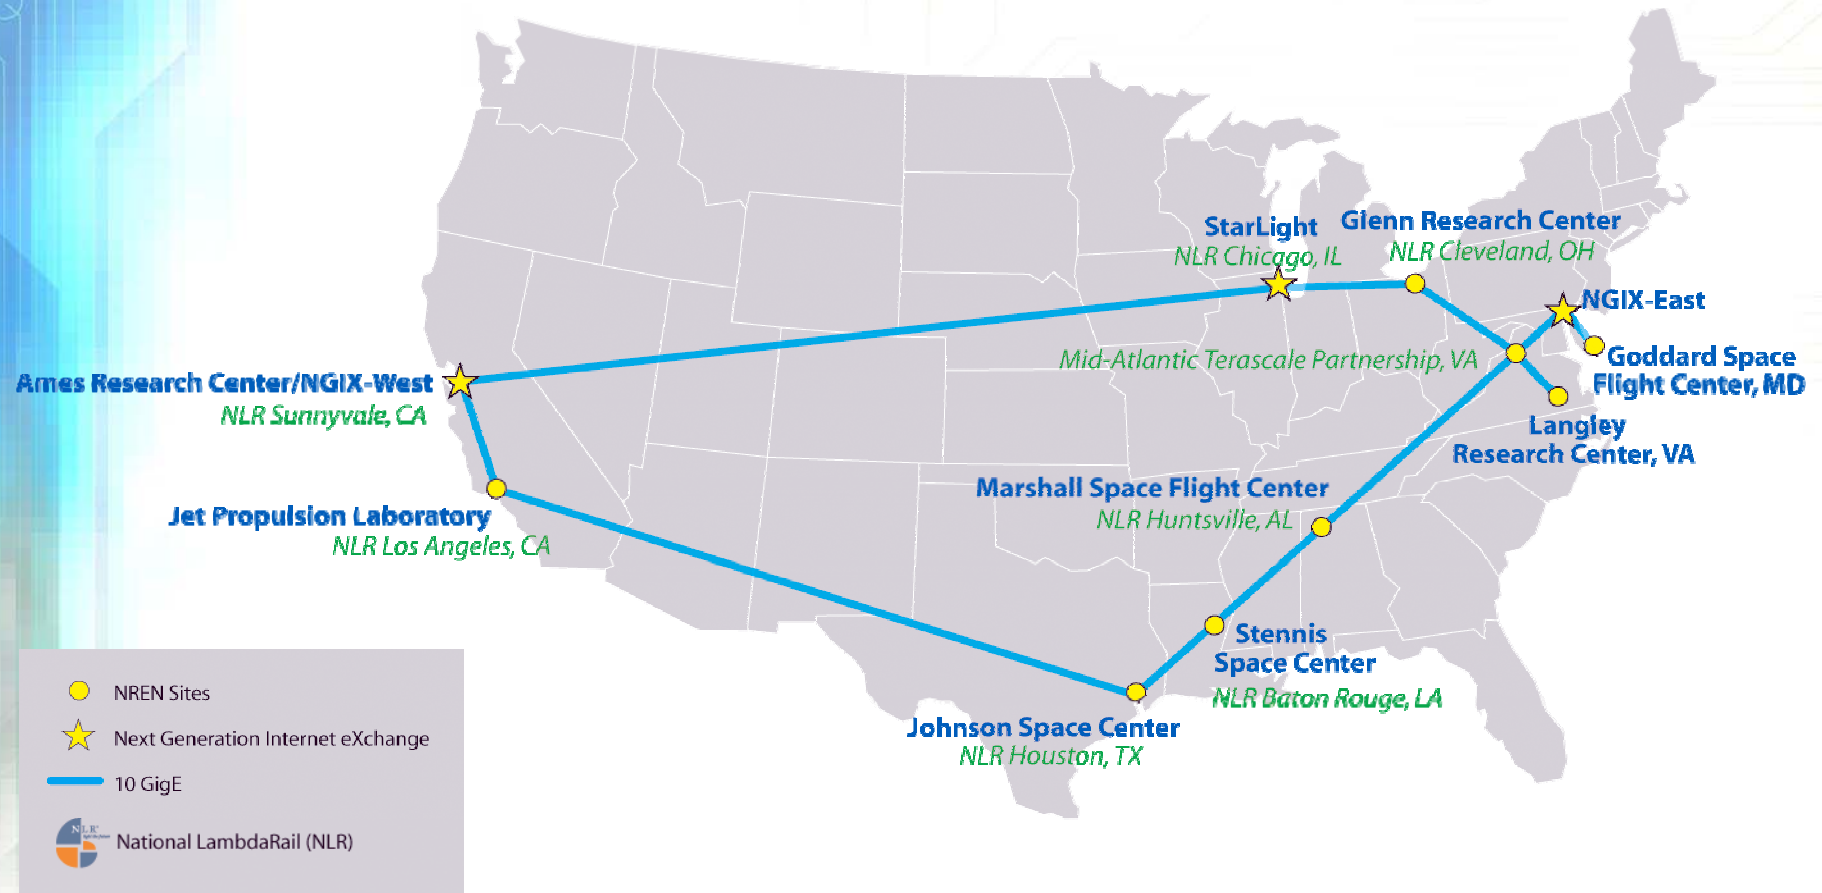 StarLight
NLR Chicago, IL
Glenn Research Center
NLR Cleveland, OH
NGIX-East
Mid-Atlantic Terascale Partnership, VA
Goddard Space
Flight Center, MD
Ames Research Center/NGIX-West
NLR Sunnyvale, CA
Langley
Research Center, VA
Marshall Space Flight Center
NLR Huntsville, AL
Jet Propulsion Laboratory
NLR Los Angeles, CA
Stennis
Space Center
NLR Baton Rouge, LA
Johnson Space Center
NLR Houston, TX
NREN Sites
Next Generation Internet eXchange
10 GigE
NLR
National LambdaRail (NLR)